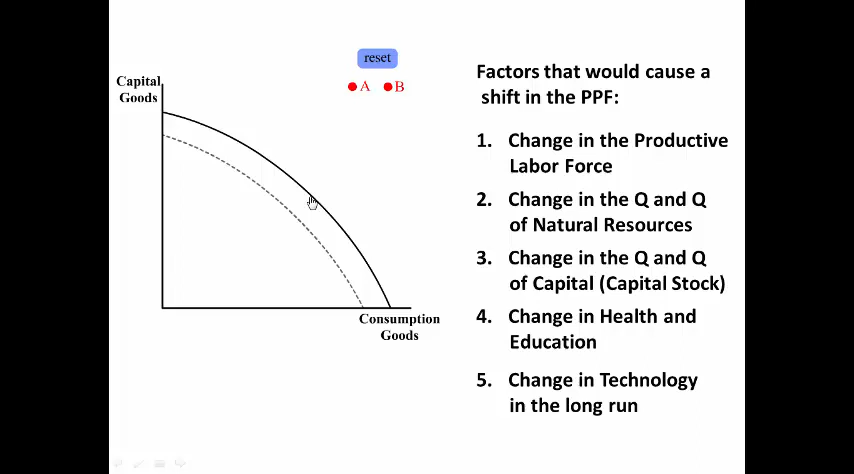 reset
A B
Capital
Goods
Consumption
Goods
Factors that would cause a
shift in the PPF:
1. Change in the Productive
Labor Force
2. Change in the Q and Q
of Natural Resources
3. Change in the Q and Q
of Capital (Capital Stock)
4. Change in Health and
Education
5. Change in Technology
in the long run